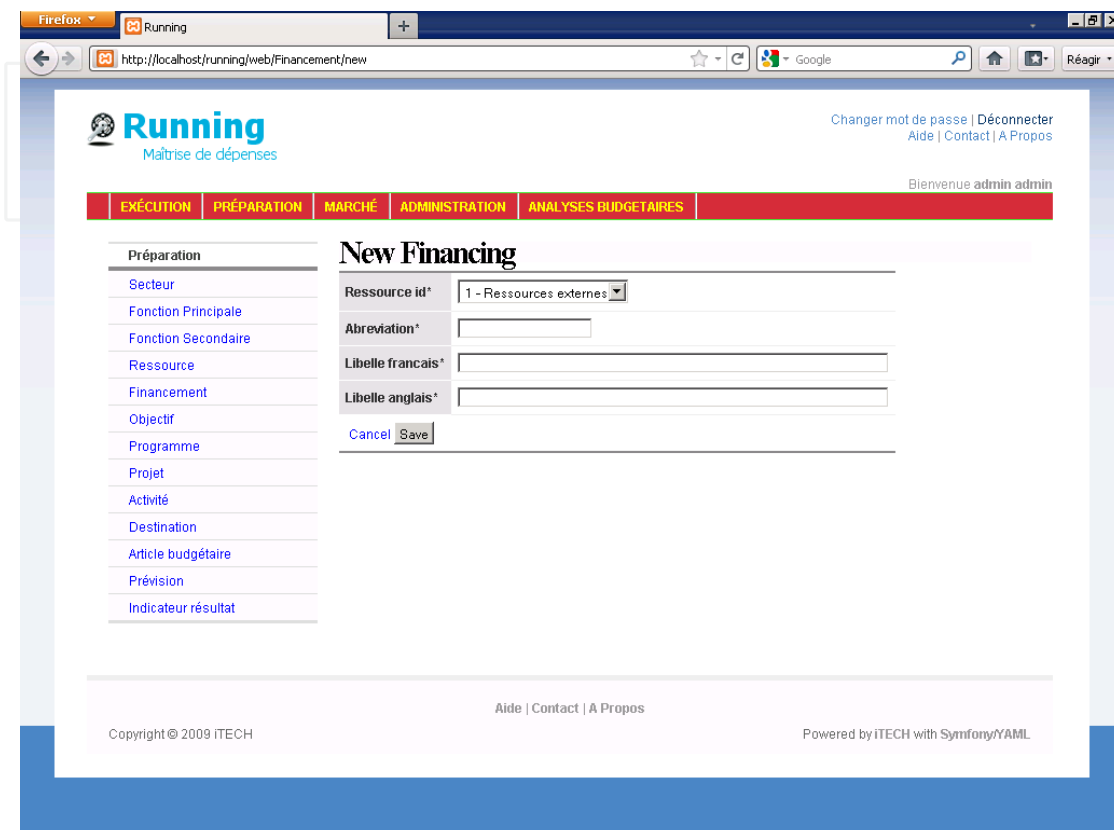 Firefox
Running
http://localhost/running/web/Financement/new
Google
Réagir
Running
Maîtrise de dépenses
Changer mot de passe | Déconnecter
Aide | Contact | A Propos
Bienvenue admin admin
EXÉCUTION PRÉPARATION MARCHÉ ADMINISTRATION ANALYSES BUDGETAIRES
Préparation
Secteur
Fonction Principale
Fonction Secondaire
Ressource
Financement
Objectif
Programme
Projet
Activité
Destination
Article budgétaire
Prévision
Indicateur résultat
New Financing
Ressource id* 1 - Ressources externes
Abreviation*
Libelle francais*
Libelle anglais*
Cancel Save
Aide | Contact | A Propos
Copyright © 2009 iTECH Powered by iTECH with Symfony/YAML